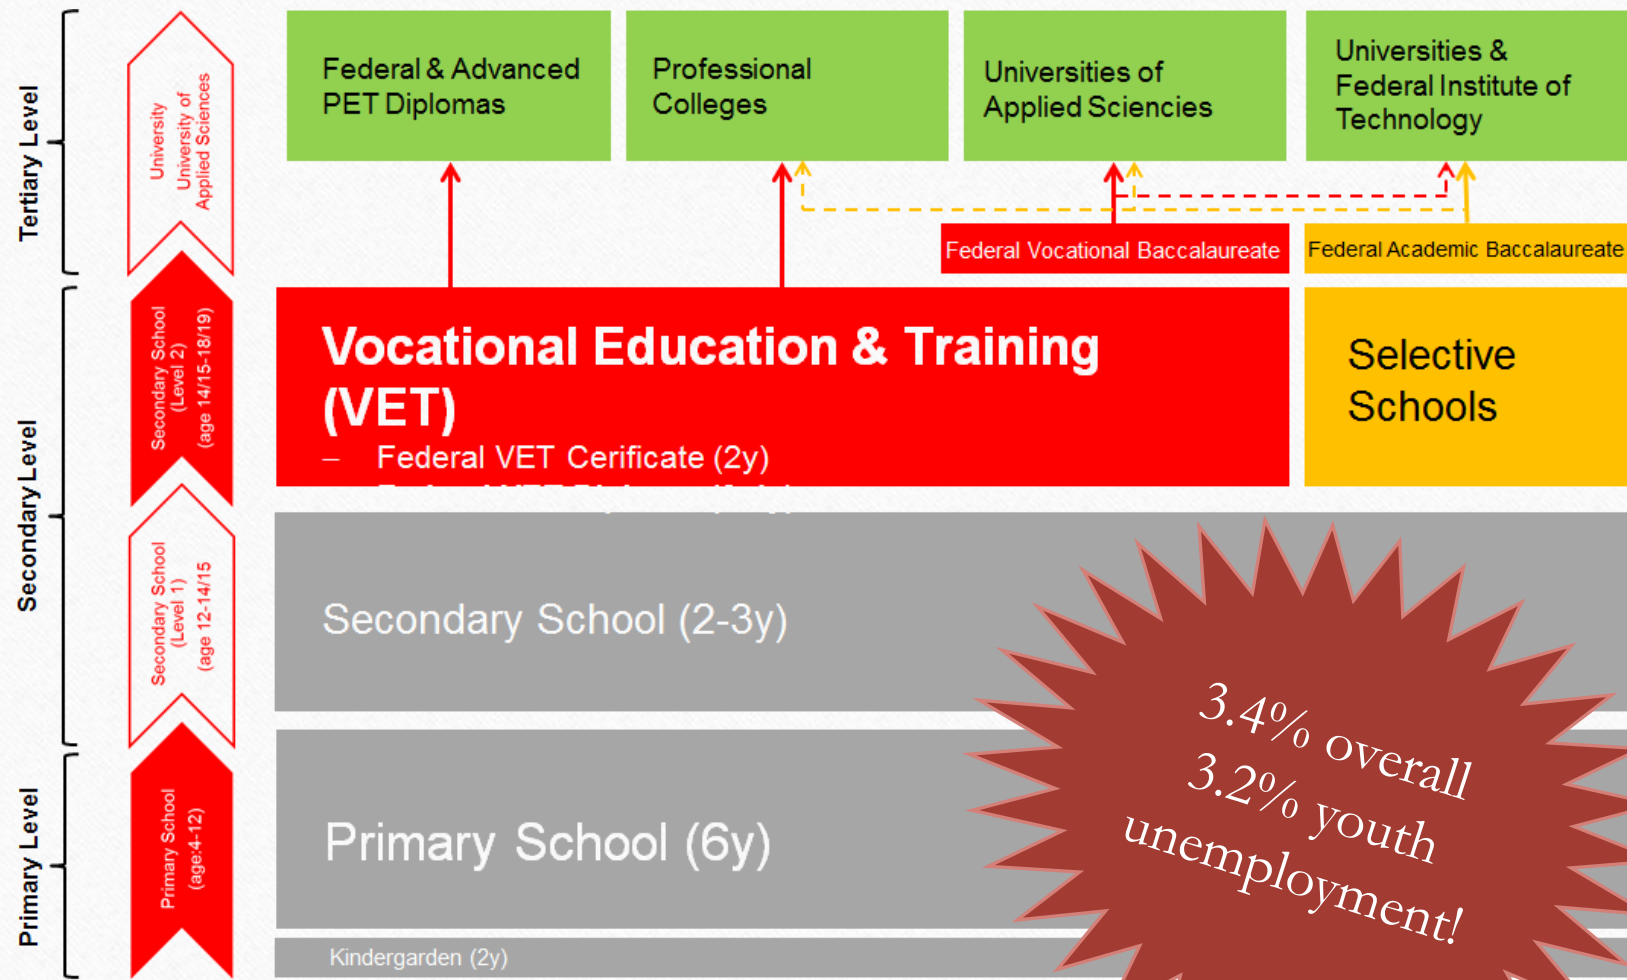 Tertiary Level
University
University of
Applied Sciences
Federal & Advanced
PET Diplomas
Professional
Colleges
Universities of
Applied Sciencies
Universities &
Federal Institute of
Technology
Federal Vocational Baccalaureate
Federal Academic Baccalaureate
Secondary Level
Secondary School
(Level 2)
(age 14/15-18/19)
Vocational Education & Training
(VET)
– Federal VET Cerificate (2y)
Selective
Schools
Secondary School
(Level 1)
(age 12-14/15
Secondary School (2-3y)
Primary Level
Primary School
(age:4-12)
Primary School (6y)
Kindergarden (2y)
3.4% overall
3.2% youth
unemployment!